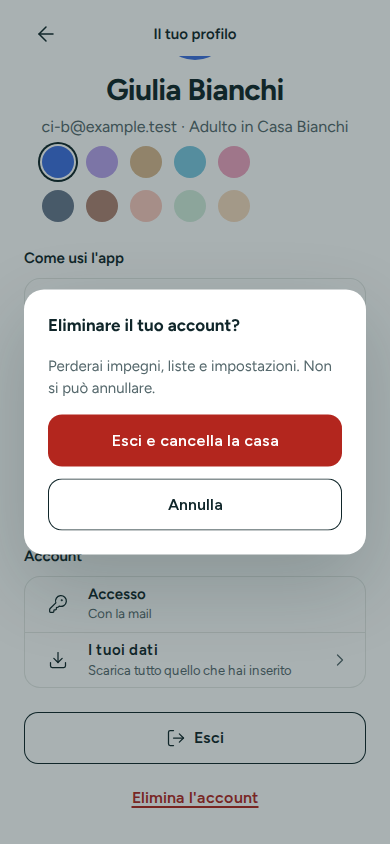 Il tuo profilo
Giulia Bianchi
ci-b@example.test · Adulto in Casa Bianchi
Come usi l'app
Eliminare il tuo account?
Perderai impegni, liste e impostazioni. Non
si può annullare.
Esci e cancella la casa
Annulla
Account
Accesso
Con la mail
I tuoi dati
Scarica tutto quello che hai inserito
Esci
Elimina l'account